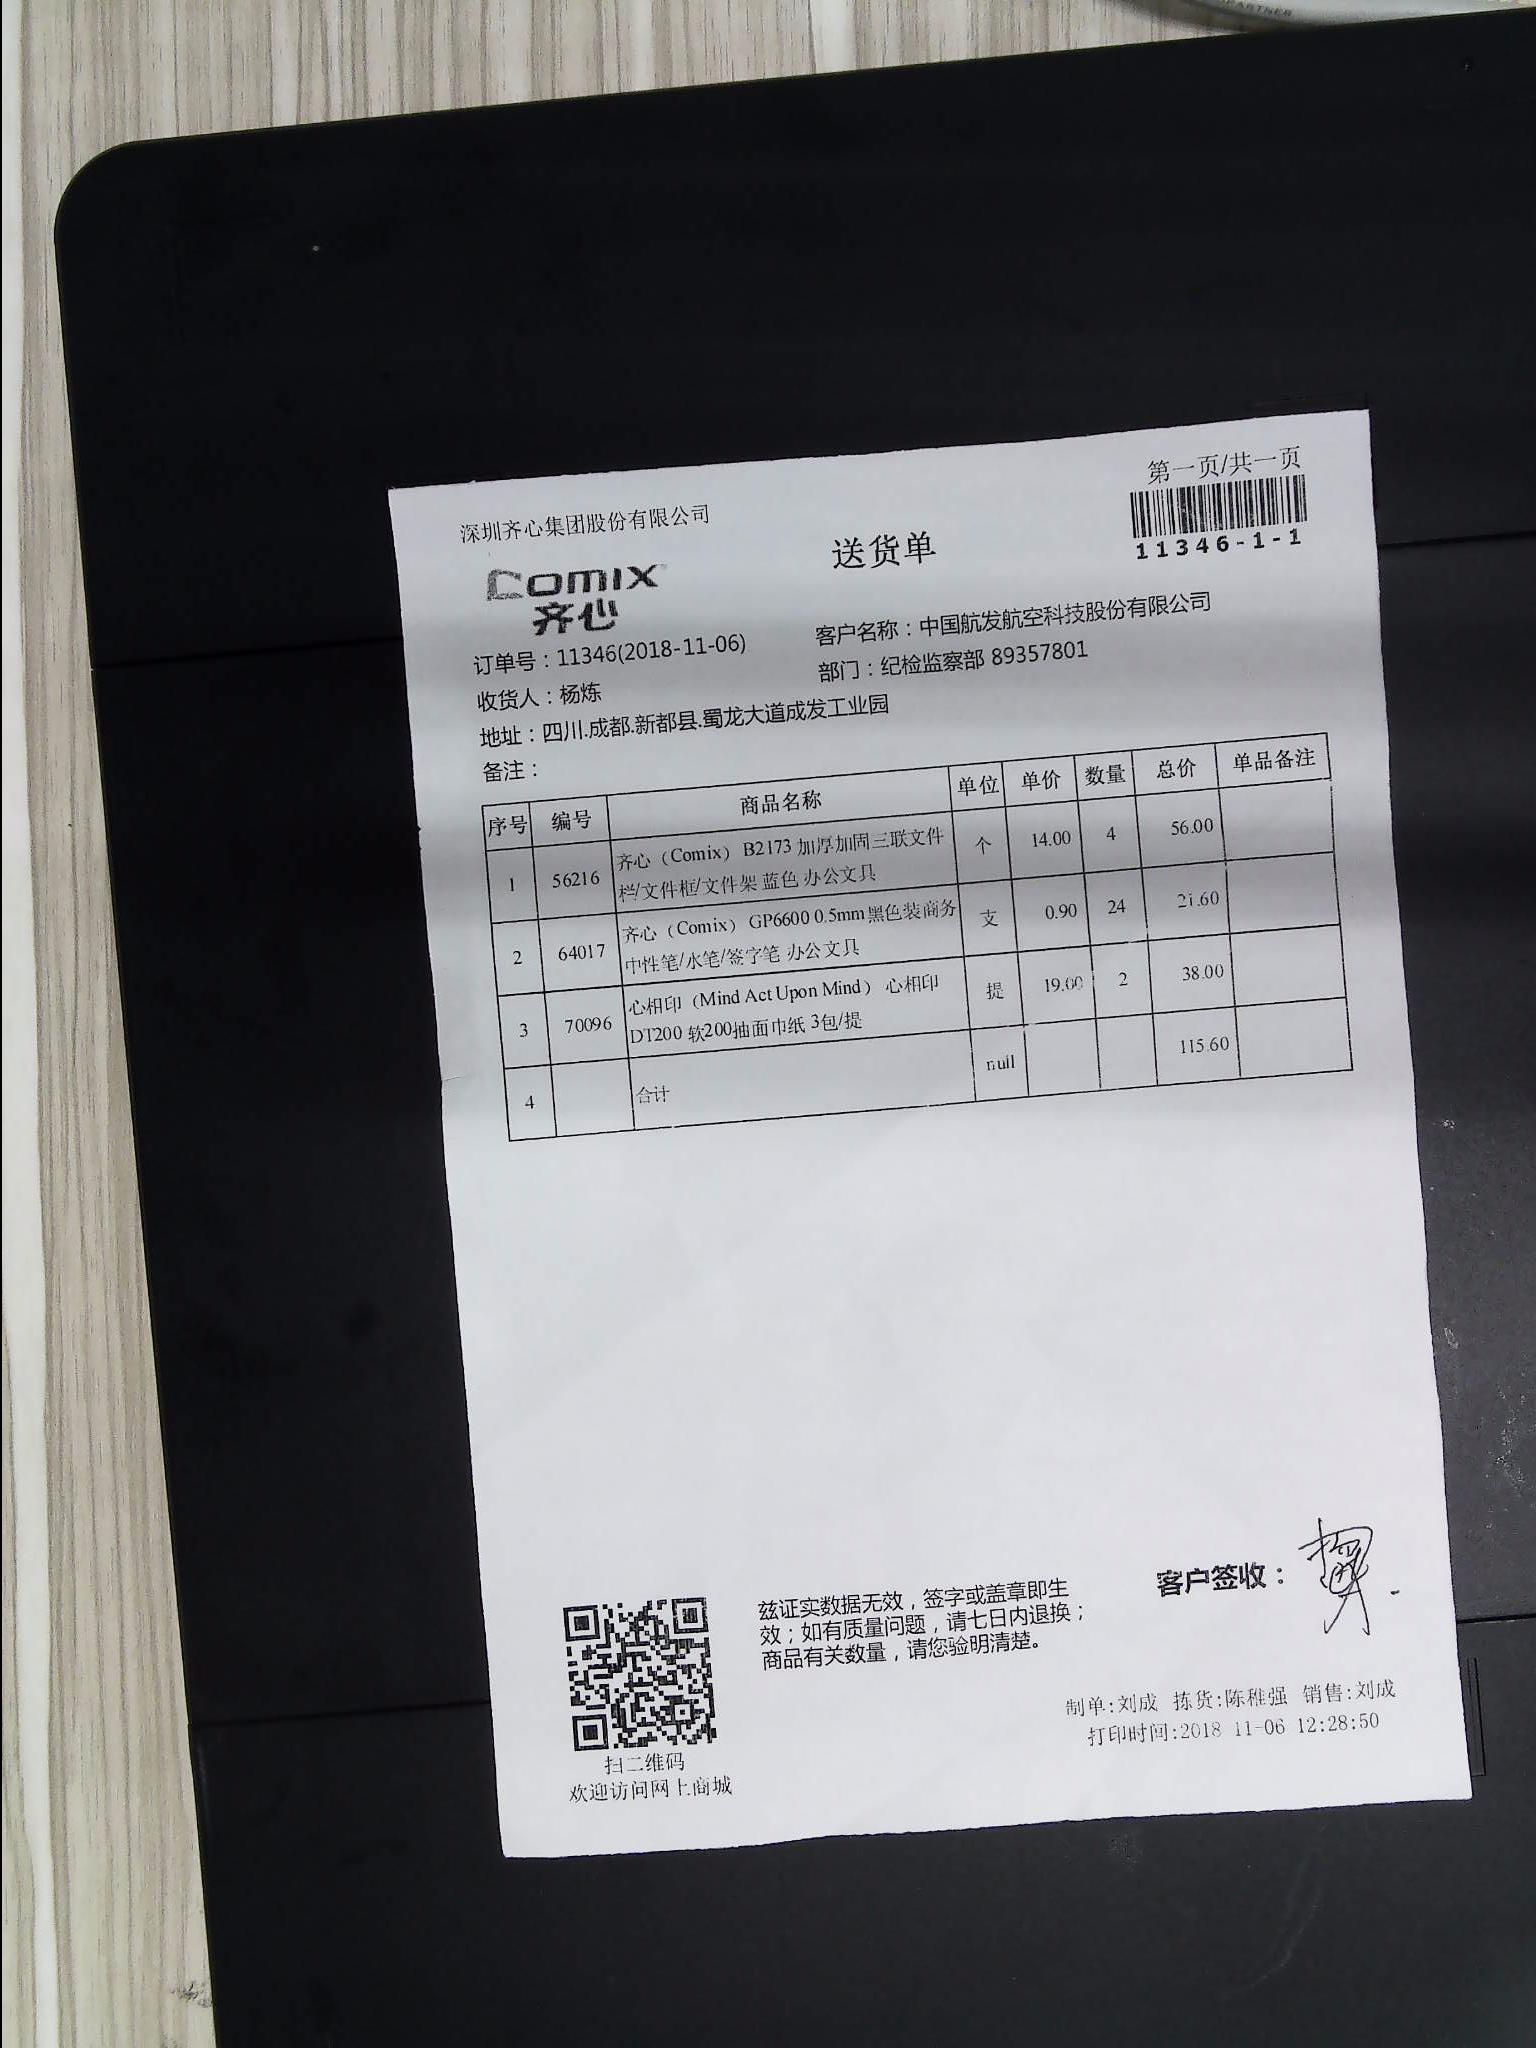 第一页/共一页
深圳齐心集团股份有限公司
送货单
11346-1-1
Comix
齐心
订单号：11346(2018-11-06)
客户名称：中国航发航空科技股份有限公司
收货人：杨炼
部门：纪检监察部 89357801
地址：四川.成都.新都县.蜀龙大道成发工业园
备注：
序号 编号 商品名称 单位 单价 数量 总价 单品备注
1 56216 齐心（Comix） B2173 加厚加固三联文件栏/文件框/文件架 蓝色 办公文具 个 14.00 4 56.00
2 64017 齐心（Comix） GP6600 0.5mm黑色装商务中性笔/水笔/签字笔 办公文具 支 0.90 24 21.60
3 70096 心相印（Mind Act Upon Mind） 心相印 DT200 软200抽面巾纸 3包/提 提 19.00 2 38.00
4 合计 null 115.60
兹证实数据无效，签字或盖章即生
效；如有质量问题，请七日内退换；
商品有关数量，请您验明清楚。
客户签收：
扫二维码
欢迎访问网上商城
制单:刘成 拣货:陈稚强 销售:刘成
打印时间:2018-11-06 12:28:50